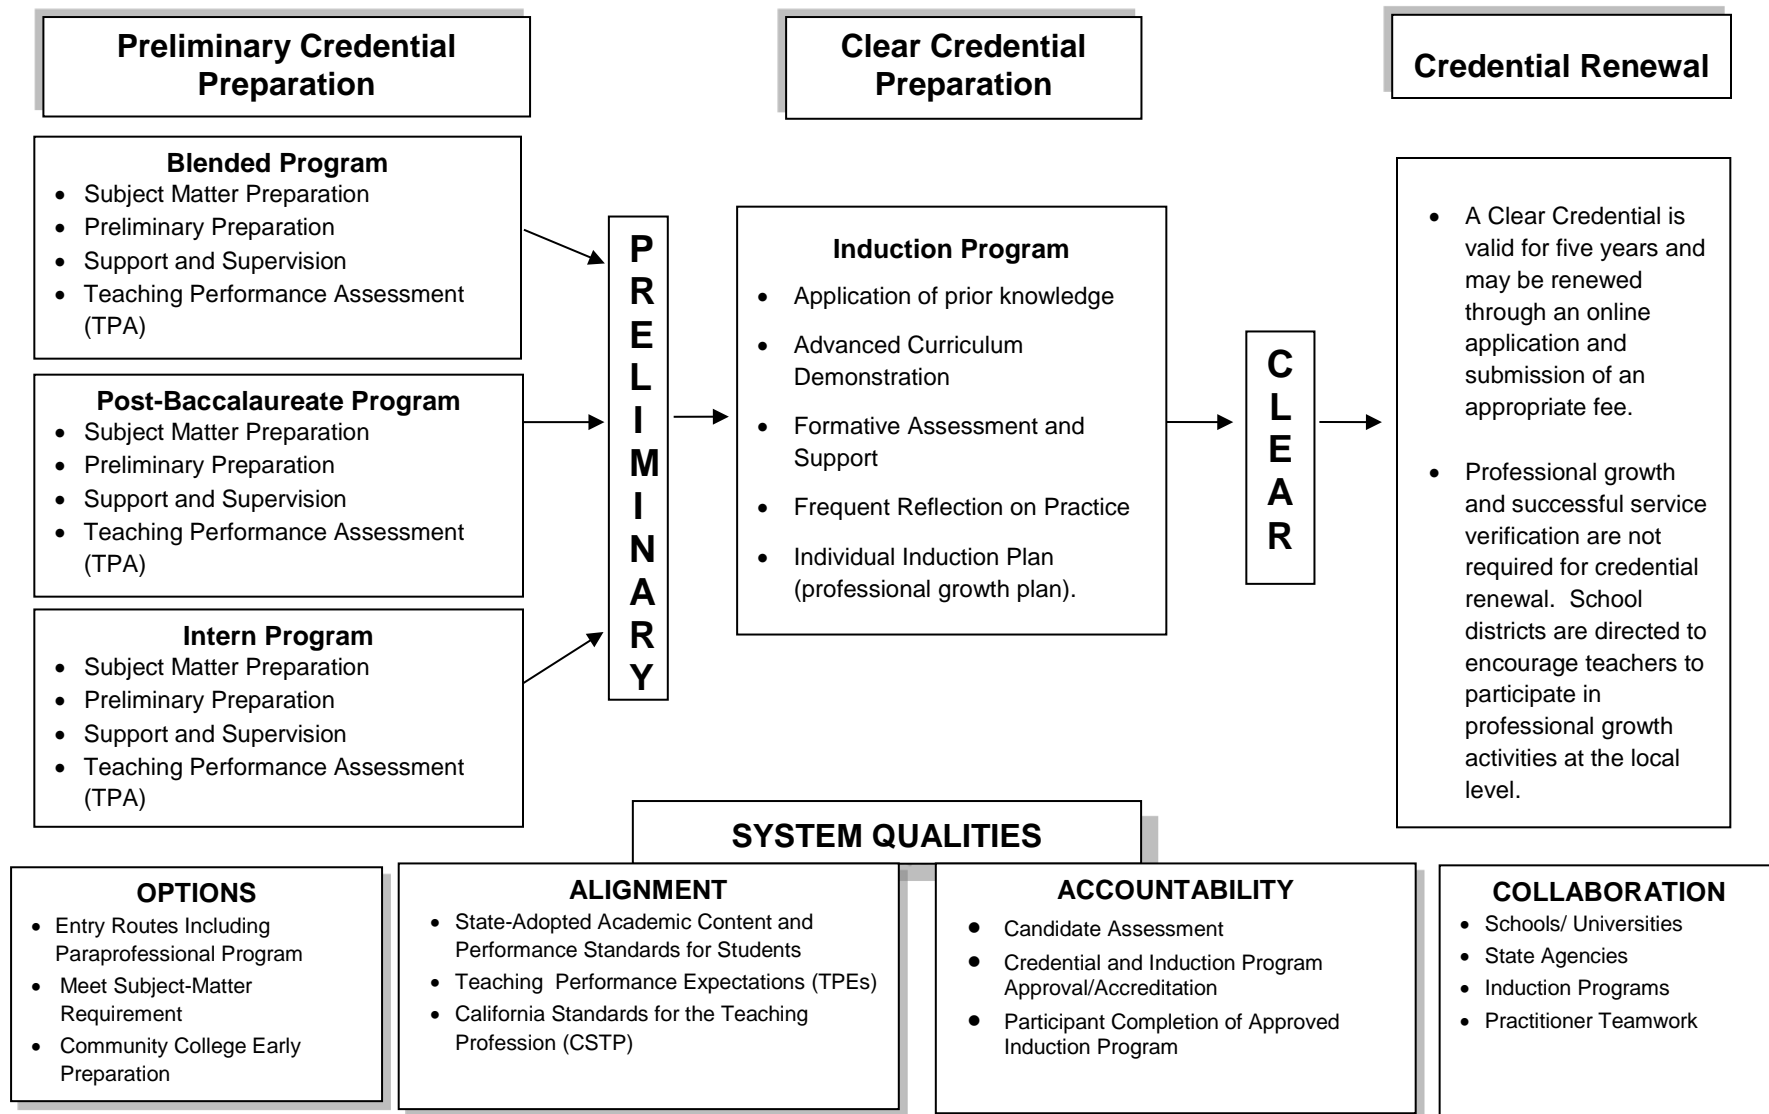 Preliminary Credential
Preparation
Clear Credential
Preparation
Credential Renewal
Blended Program
• Subject Matter Preparation
• Preliminary Preparation
• Support and Supervision
• Teaching Performance Assessment
(TPA)
Post-Baccalaureate Program
• Subject Matter Preparation
• Preliminary Preparation
• Support and Supervision
• Teaching Performance Assessment
(TPA)
Intern Program
• Subject Matter Preparation
• Preliminary Preparation
• Support and Supervision
• Teaching Performance Assessment
(TPA)
P
R
E
L
I
M
I
N
A
R
Y
Induction Program
• Application of prior knowledge
• Advanced Curriculum
Demonstration
• Formative Assessment and
Support
• Frequent Reflection on Practice
• Individual Induction Plan
(professional growth plan).
C
L
E
A
R
• A Clear Credential is
valid for five years and
may be renewed
through an online
application and
submission of an
appropriate fee.
• Professional growth
and successful service
verification are not
required for credential
renewal. School
districts are directed to
encourage teachers to
participate in
professional growth
activities at the local
level.
SYSTEM QUALITIES
OPTIONS
• Entry Routes Including
Paraprofessional Program
• Meet Subject-Matter
Requirement
• Community College Early
Preparation
ALIGNMENT
• State-Adopted Academic Content and
Performance Standards for Students
• Teaching Performance Expectations (TPEs)
• California Standards for the Teaching
Profession (CSTP)
ACCOUNTABILITY
• Candidate Assessment
• Credential and Induction Program
Approval/Accreditation
• Participant Completion of Approved
Induction Program
COLLABORATION
• Schools/ Universities
• State Agencies
• Induction Programs
• Practitioner Teamwork